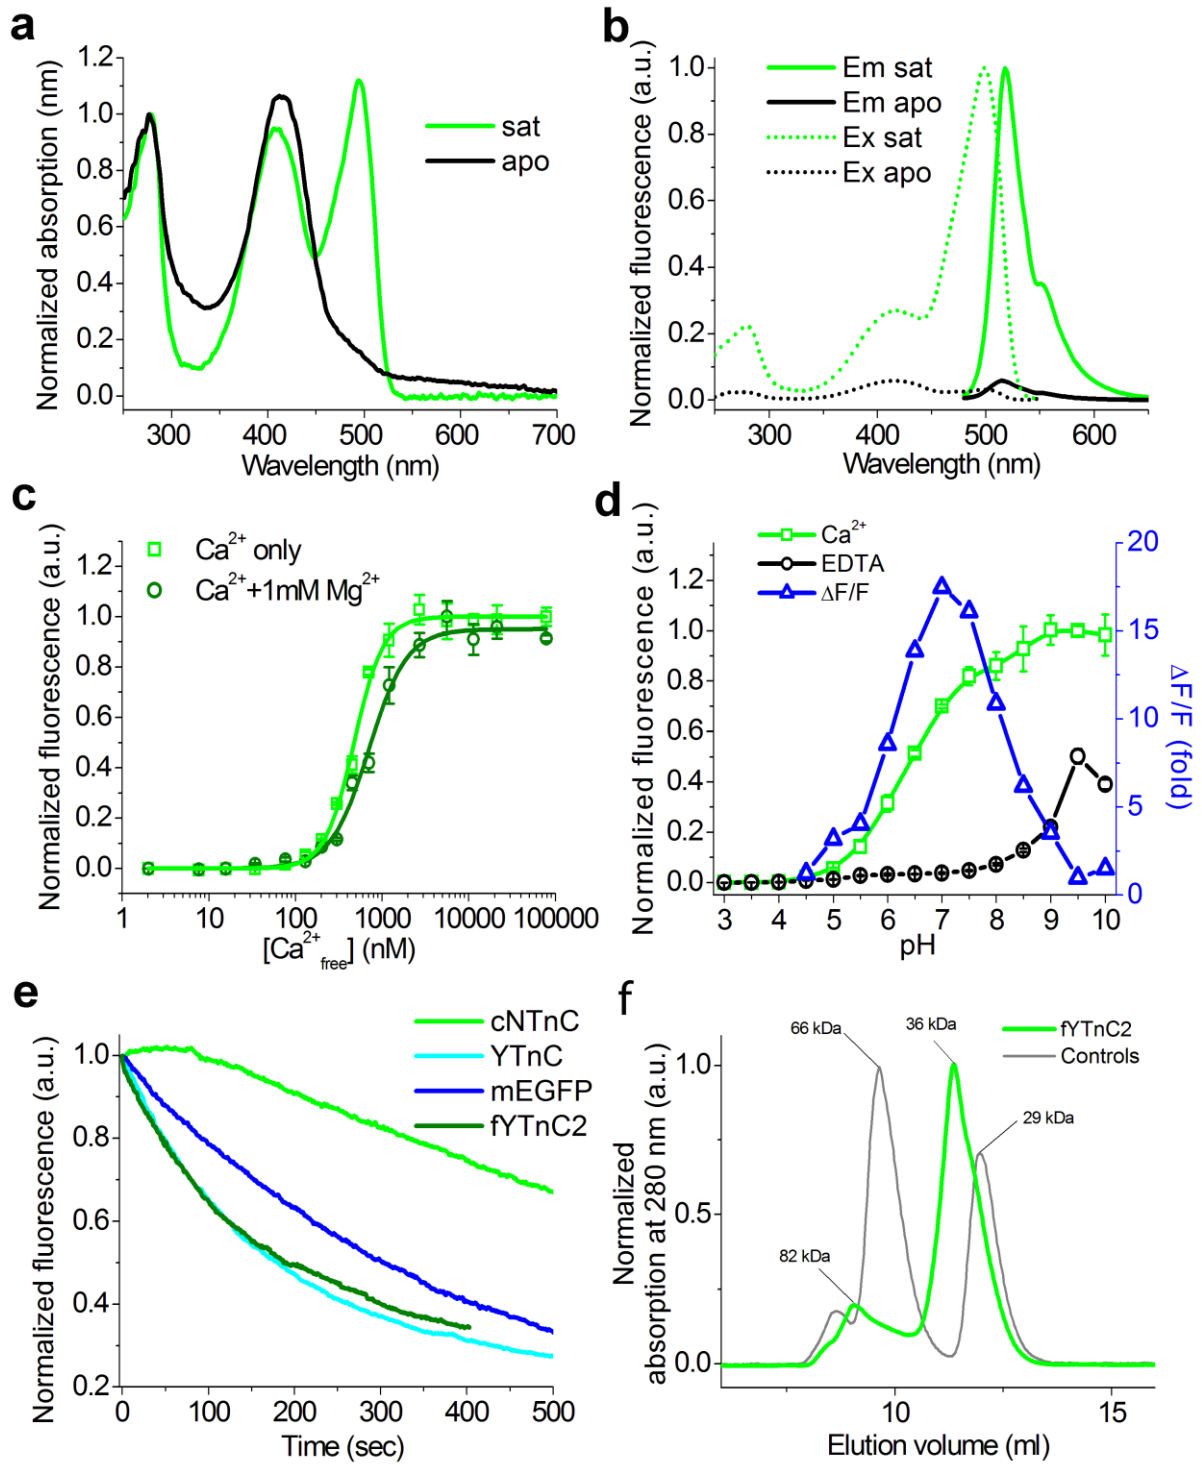 a
Normalized absorption (nm)
1.2
1.0
0.8
0.6
0.4
0.2
0.0
sat
apo
300 400 500 600 700
Wavelength (nm)
b
Normalized fluorescence (a.u.)
1.0
0.8
0.6
0.4
0.2
0.0
Em sat
Em apo
Ex sat
Ex apo
300 400 500 600
Wavelength (nm)
c
Normalized fluorescence (a.u.)
1.2
1.0
0.8
0.6
0.4
0.2
0.0
Ca²⁺ only
Ca²⁺+1mM Mg²⁺
1 10 100 1000 10000 100000
[Ca²⁺free] (nM)
d
Normalized fluorescence (a.u.)
1.2
1.0
0.8
0.6
0.4
0.2
0.0
Ca²⁺
EDTA
ΔF/F
20
15
10
5
0
ΔF/F (fold)
3 4 5 6 7 8 9 10
pH
e
Normalized fluorescence (a.u.)
1.0
0.8
0.6
0.4
0.2
cNTnC
YTnC
mEGFP
fYTnC2
0 100 200 300 400 500
Time (sec)
f
Normalized
absorption at 280 nm (a.u.)
1.0
0.5
0.0
66 kDa
36 kDa
29 kDa
82 kDa
fYTnC2
Controls
10 15
Elution volume (ml)